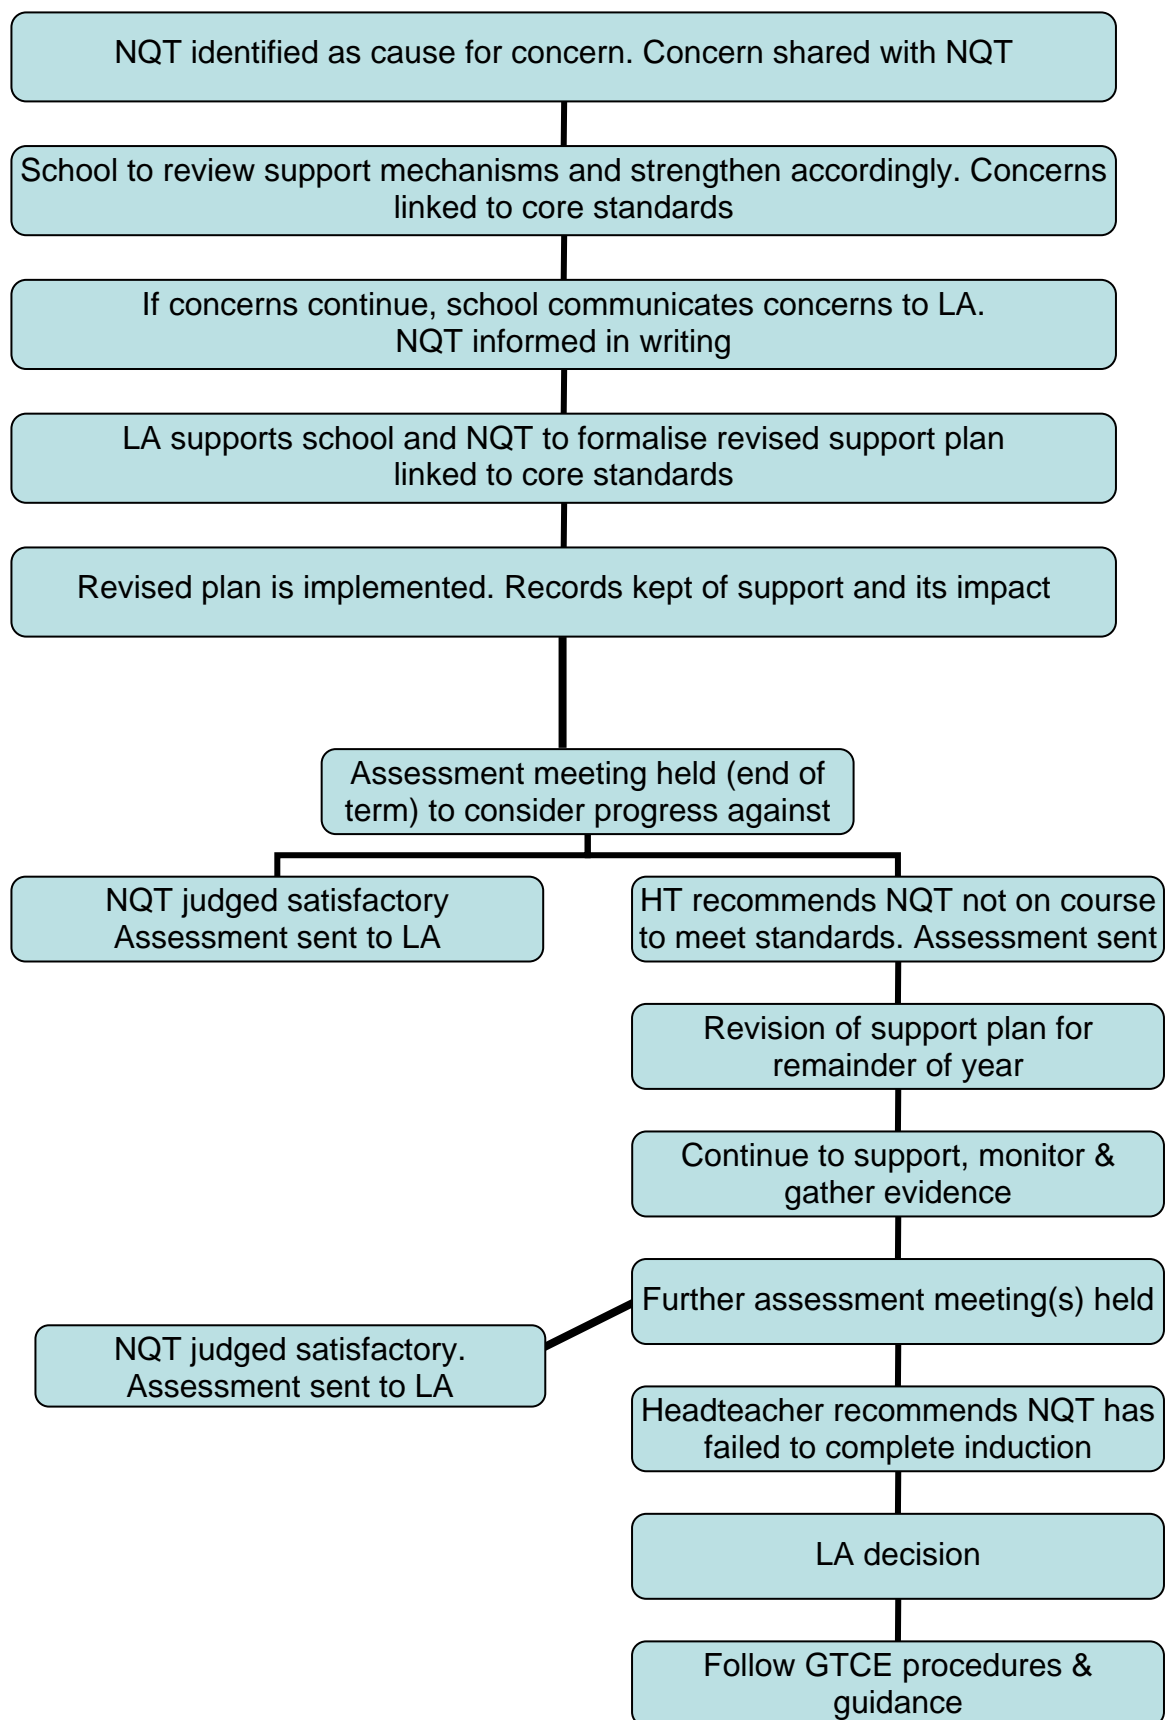 NQT identified as cause for concern. Concern shared with NQT
School to review support mechanisms and strengthen accordingly. Concerns
linked to core standards
If concerns continue, school communicates concerns to LA.
NQT informed in writing
LA supports school and NQT to formalise revised support plan
linked to core standards
Revised plan is implemented. Records kept of support and its impact
Assessment meeting held (end of
term) to consider progress against
NQT judged satisfactory
Assessment sent to LA
HT recommends NQT not on course
to meet standards. Assessment sent
Revision of support plan for
remainder of year
Continue to support, monitor &
gather evidence
Further assessment meeting(s) held
NQT judged satisfactory.
Assessment sent to LA
Headteacher recommends NQT has
failed to complete induction
LA decision
Follow GTCE procedures &
guidance